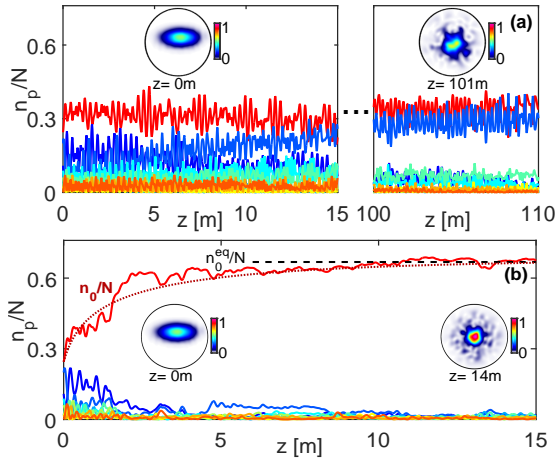 (a)
n_p/N
0.6
0.3
0
1
0
z= 0m
1
0
z= 101m
...
0 5 10 15 100 110
z [m] z [m]
(b)
n_p/N
0.6
0.3
0
n_0^eq/N
n_0/N
1
0
z= 0m
1
0
z= 14m
0 5 10 15
z [m]